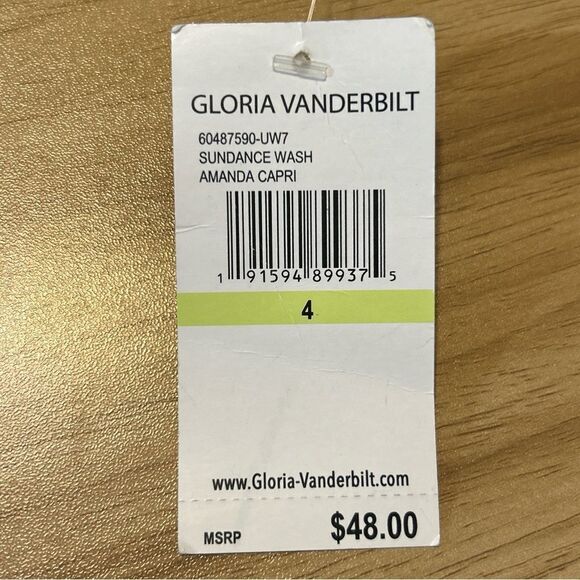 GLORIA VANDERBILT
60487590-UW7
SUNDANCE WASH
AMANDA CAPRI
1 91594 89937 5
4
www.Gloria-Vanderbilt.com
MSRP $48.00